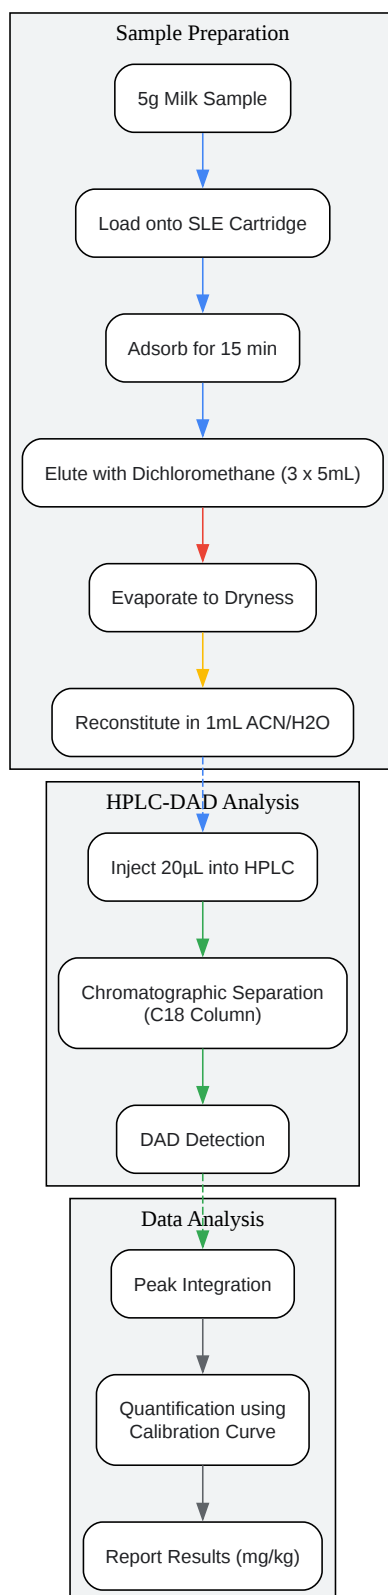 Sample Preparation
5g Milk Sample
Load onto SLE Cartridge
Adsorb for 15 min
Elute with Dichloromethane (3 x 5mL)
Evaporate to Dryness
Reconstitute in 1mL ACN/H2O
HPLC-DAD Analysis
Inject 20µL into HPLC
Chromatographic Separation
(C18 Column)
DAD Detection
Data Analysis
Peak Integration
Quantification using
Calibration Curve
Report Results (mg/kg)